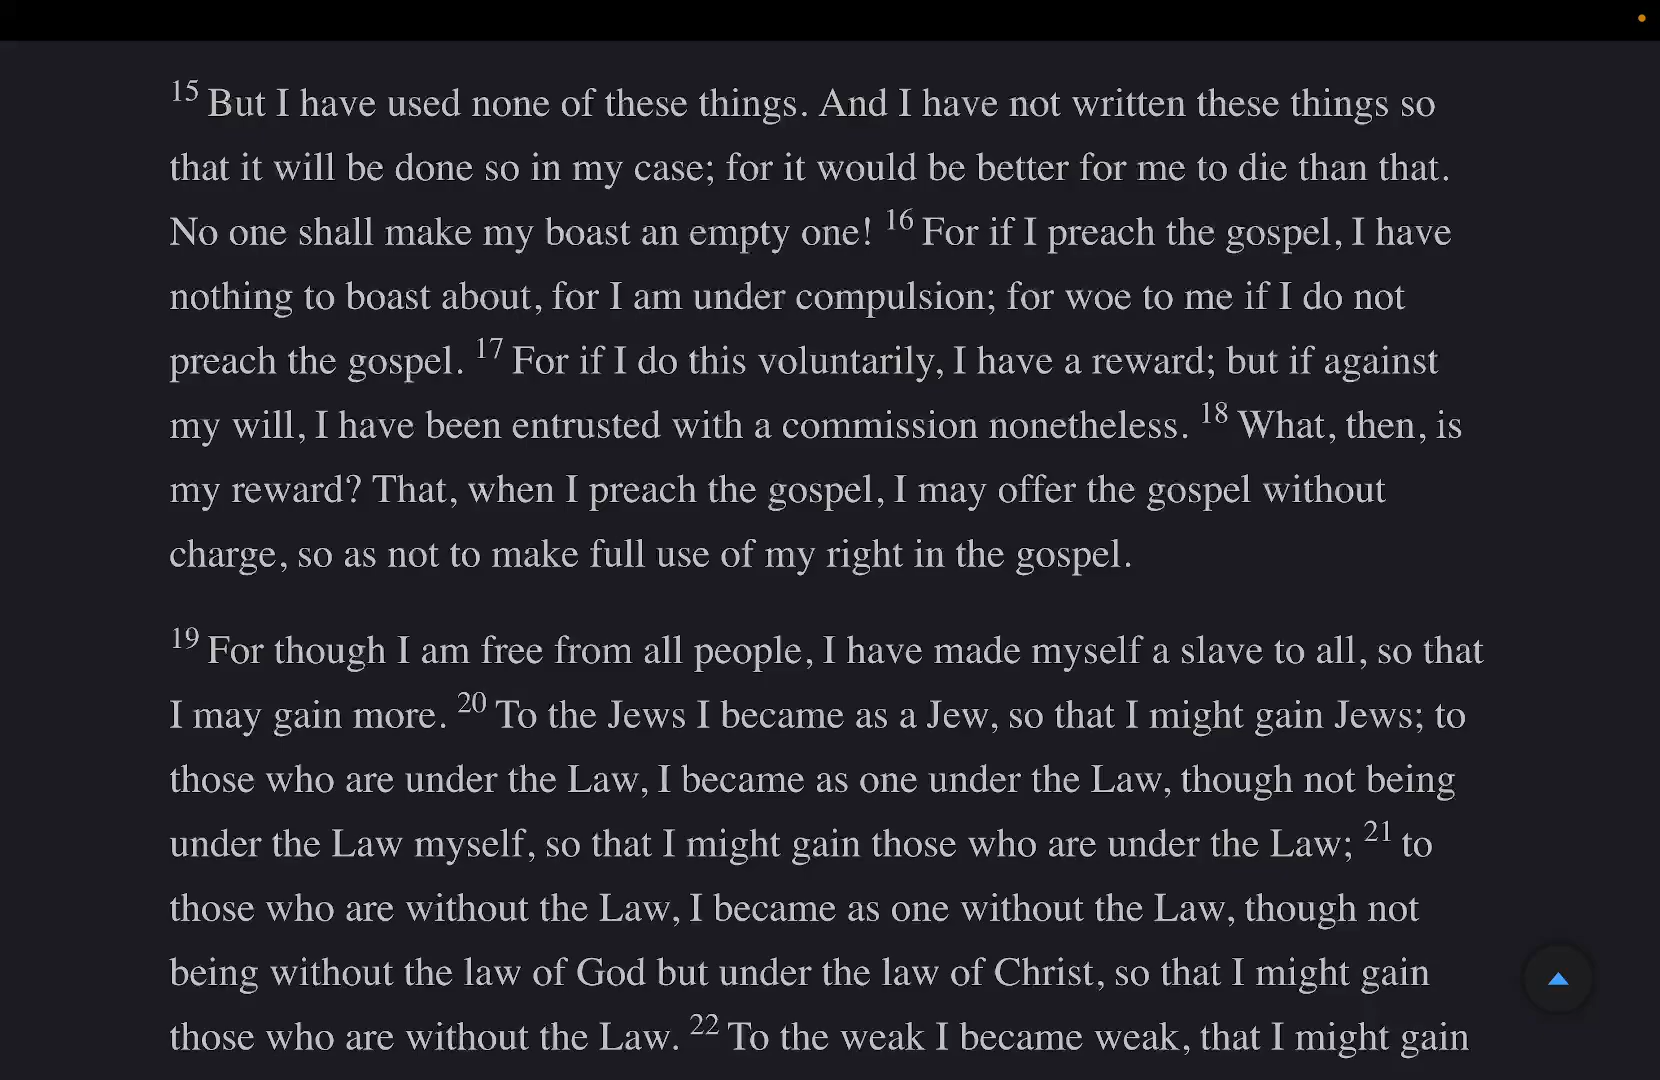 15 But I have used none of these things. And I have not written these things so
that it will be done so in my case; for it would be better for me to die than that.
No one shall make my boast an empty one! 16 For if I preach the gospel, I have
nothing to boast about, for I am under compulsion; for woe to me if I do not
preach the gospel. 17 For if I do this voluntarily, I have a reward; but if against
my will, I have been entrusted with a commission nonetheless. 18 What, then, is
my reward? That, when I preach the gospel, I may offer the gospel without
charge, so as not to make full use of my right in the gospel.
19 For though I am free from all people, I have made myself a slave to all, so that
I may gain more. 20 To the Jews I became as a Jew, so that I might gain Jews; to
those who are under the Law, I became as one under the Law, though not being
under the Law myself, so that I might gain those who are under the Law; 21 to
those who are without the Law, I became as one without the Law, though not
being without the law of God but under the law of Christ, so that I might gain
those who are without the Law. 22 To the weak I became weak, that I might gain